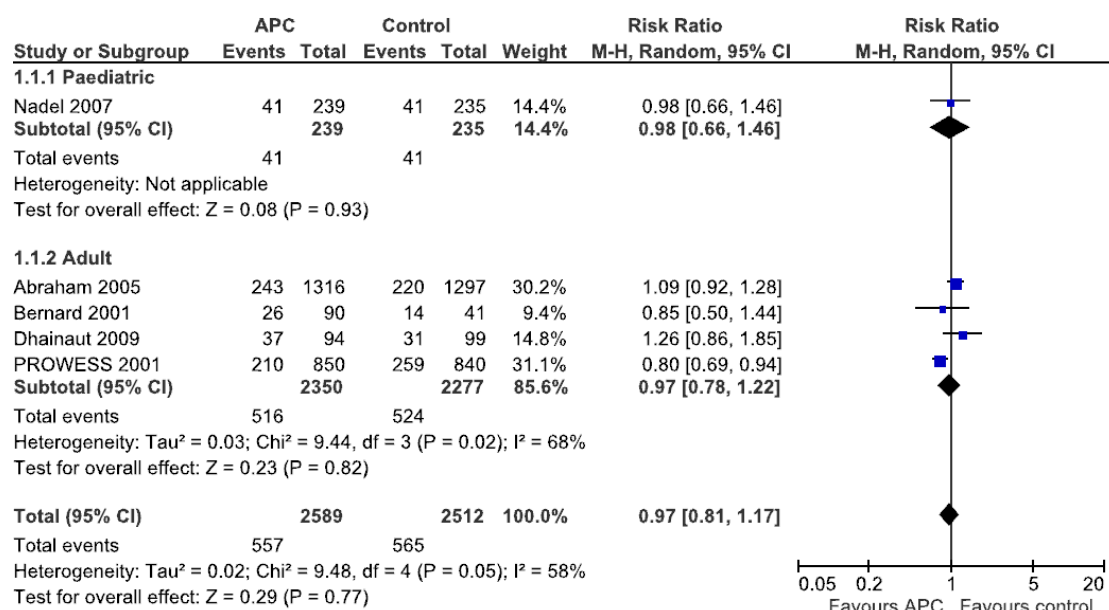 APC Control Risk Ratio Risk Ratio
Study or Subgroup Events Total Events Total Weight M-H, Random, 95% CI M-H, Random, 95% CI
1.1.1 Paediatric
Nadel 2007 41 239 41 235 14.4% 0.98 [0.66, 1.46]
Subtotal (95% CI) 239 235 14.4% 0.98 [0.66, 1.46]
Total events 41 41
Heterogeneity: Not applicable
Test for overall effect: Z = 0.08 (P = 0.93)
1.1.2 Adult
Abraham 2005 243 1316 220 1297 30.2% 1.09 [0.92, 1.28]
Bernard 2001 26 90 14 41 9.4% 0.85 [0.50, 1.44]
Dhainaut 2009 37 94 31 99 14.8% 1.26 [0.86, 1.85]
PROWESS 2001 210 850 259 840 31.1% 0.80 [0.69, 0.94]
Subtotal (95% CI) 2350 2277 85.6% 0.97 [0.78, 1.22]
Total events 516 524
Heterogeneity: Tau² = 0.03; Chi² = 9.44, df = 3 (P = 0.02); I² = 68%
Test for overall effect: Z = 0.23 (P = 0.82)
Total (95% CI) 2589 2512 100.0% 0.97 [0.81, 1.17]
Total events 557 565
Heterogeneity: Tau² = 0.02; Chi² = 9.48, df = 4 (P = 0.05); I² = 58%
Test for overall effect: Z = 0.29 (P = 0.77)
0.05 0.2 1 5 20
Favours APC Favours control